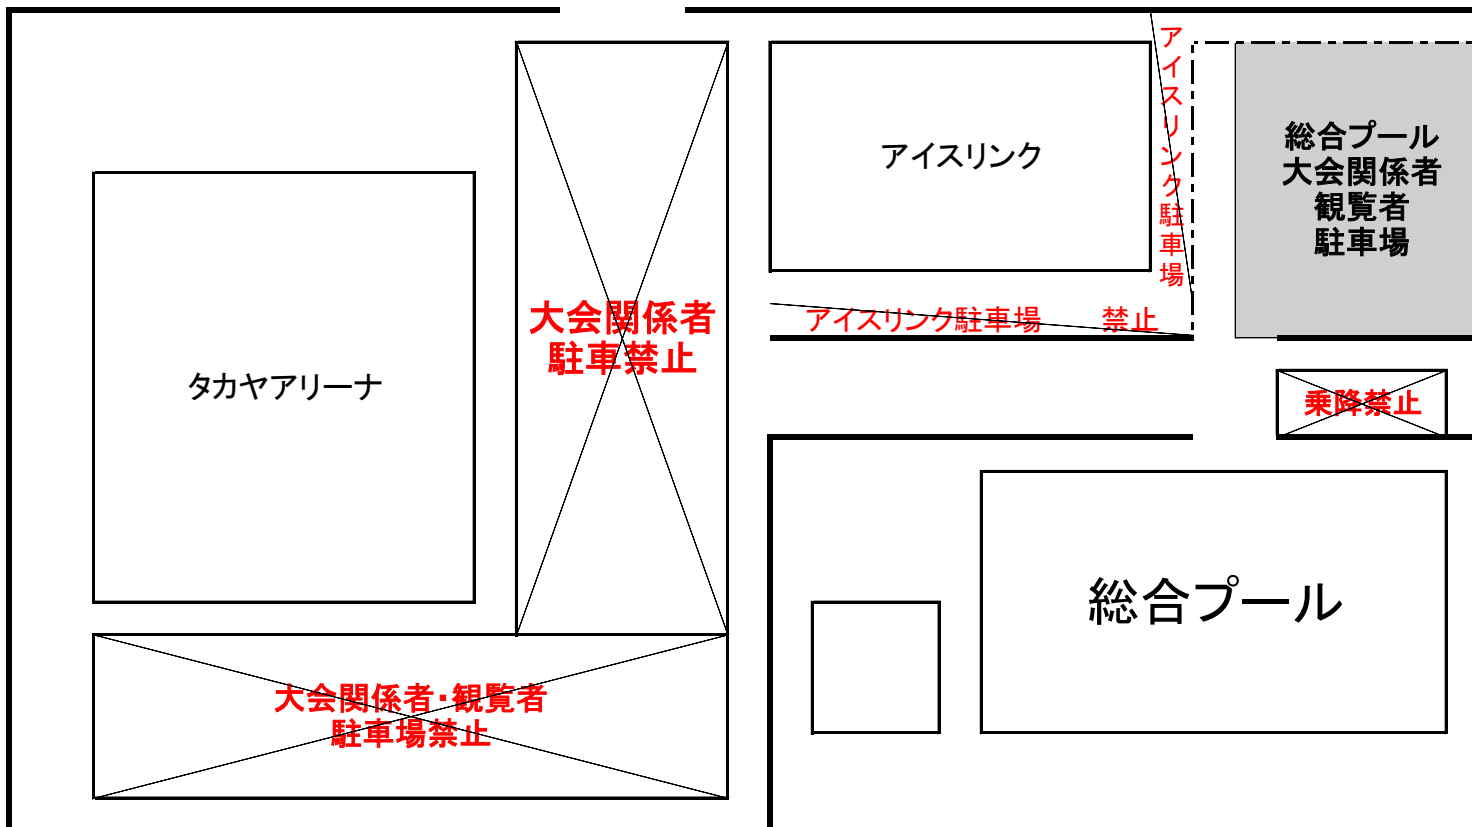 アイスリンク駐車場
総合プール
大会関係者
観覧者
駐車場
アイスリンク
大会関係者
駐車禁止
アイスリンク駐車場　　禁止
タカヤアリーナ
乗降禁止
総合プール
大会関係者・観覧者
駐車場禁止